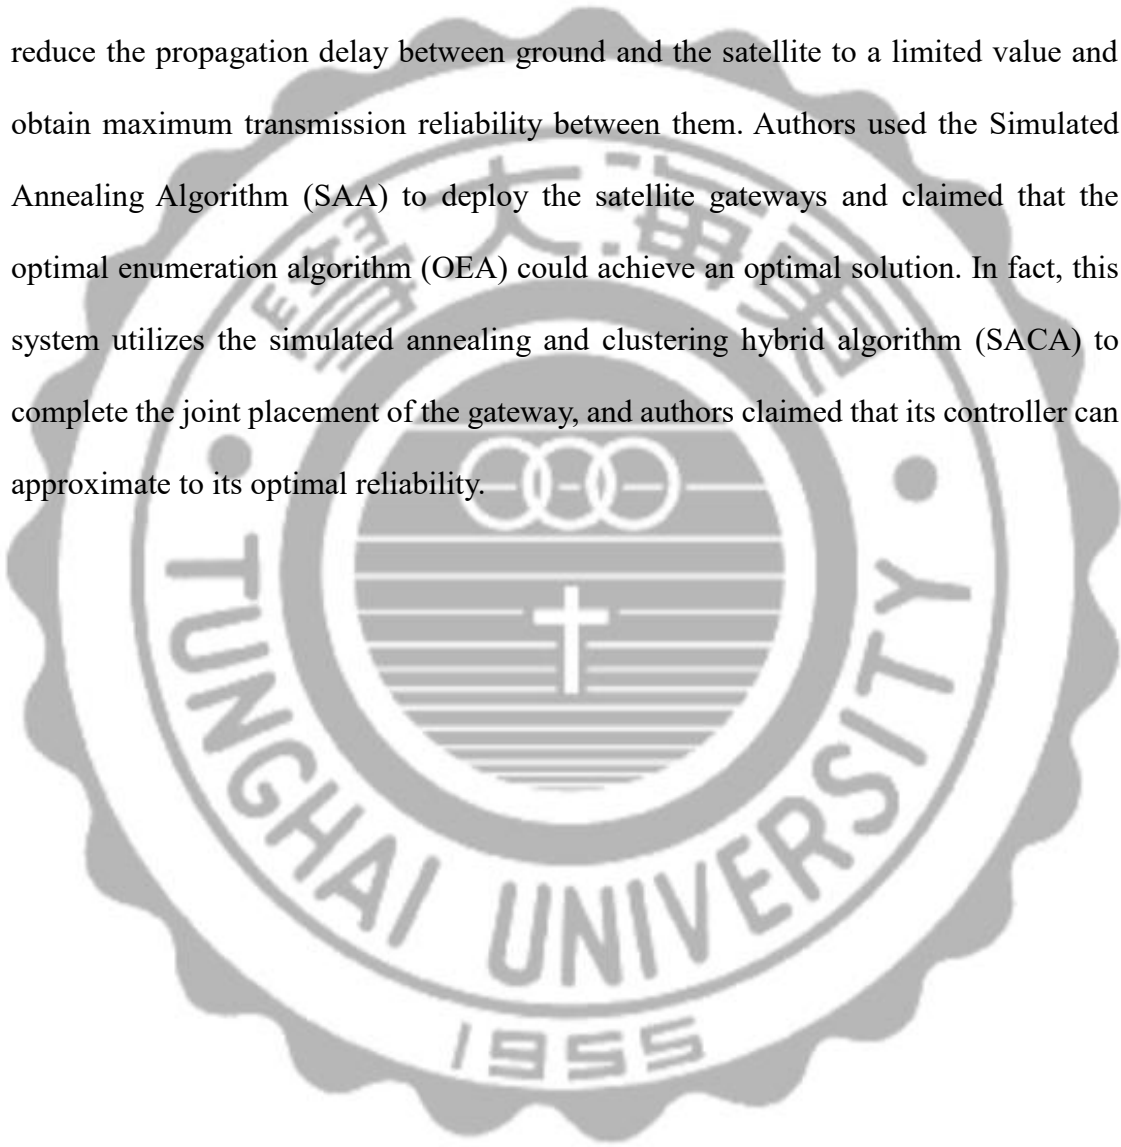 reduce the propagation delay between ground and the satellite to a limited value and
obtain maximum transmission reliability between them. Authors used the Simulated
Annealing Algorithm (SAA) to deploy the satellite gateways and claimed that the
optimal enumeration algorithm (OEA) could achieve an optimal solution. In fact, this
system utilizes the simulated annealing and clustering hybrid algorithm (SACA) to
complete the joint placement of the gateway, and authors claimed that its controller can
approximate to its optimal reliability.
學大海東
TUNGHAI UNIVERSITY
1955